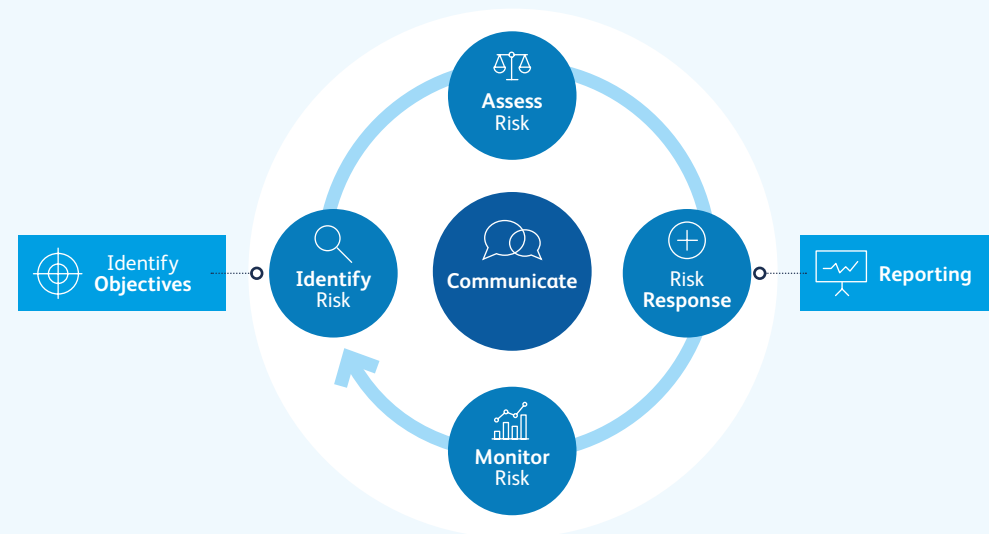 Assess
Risk
Identify
Objectives
Identify
Risk
Communicate
Risk
Response
Reporting
Monitor
Risk